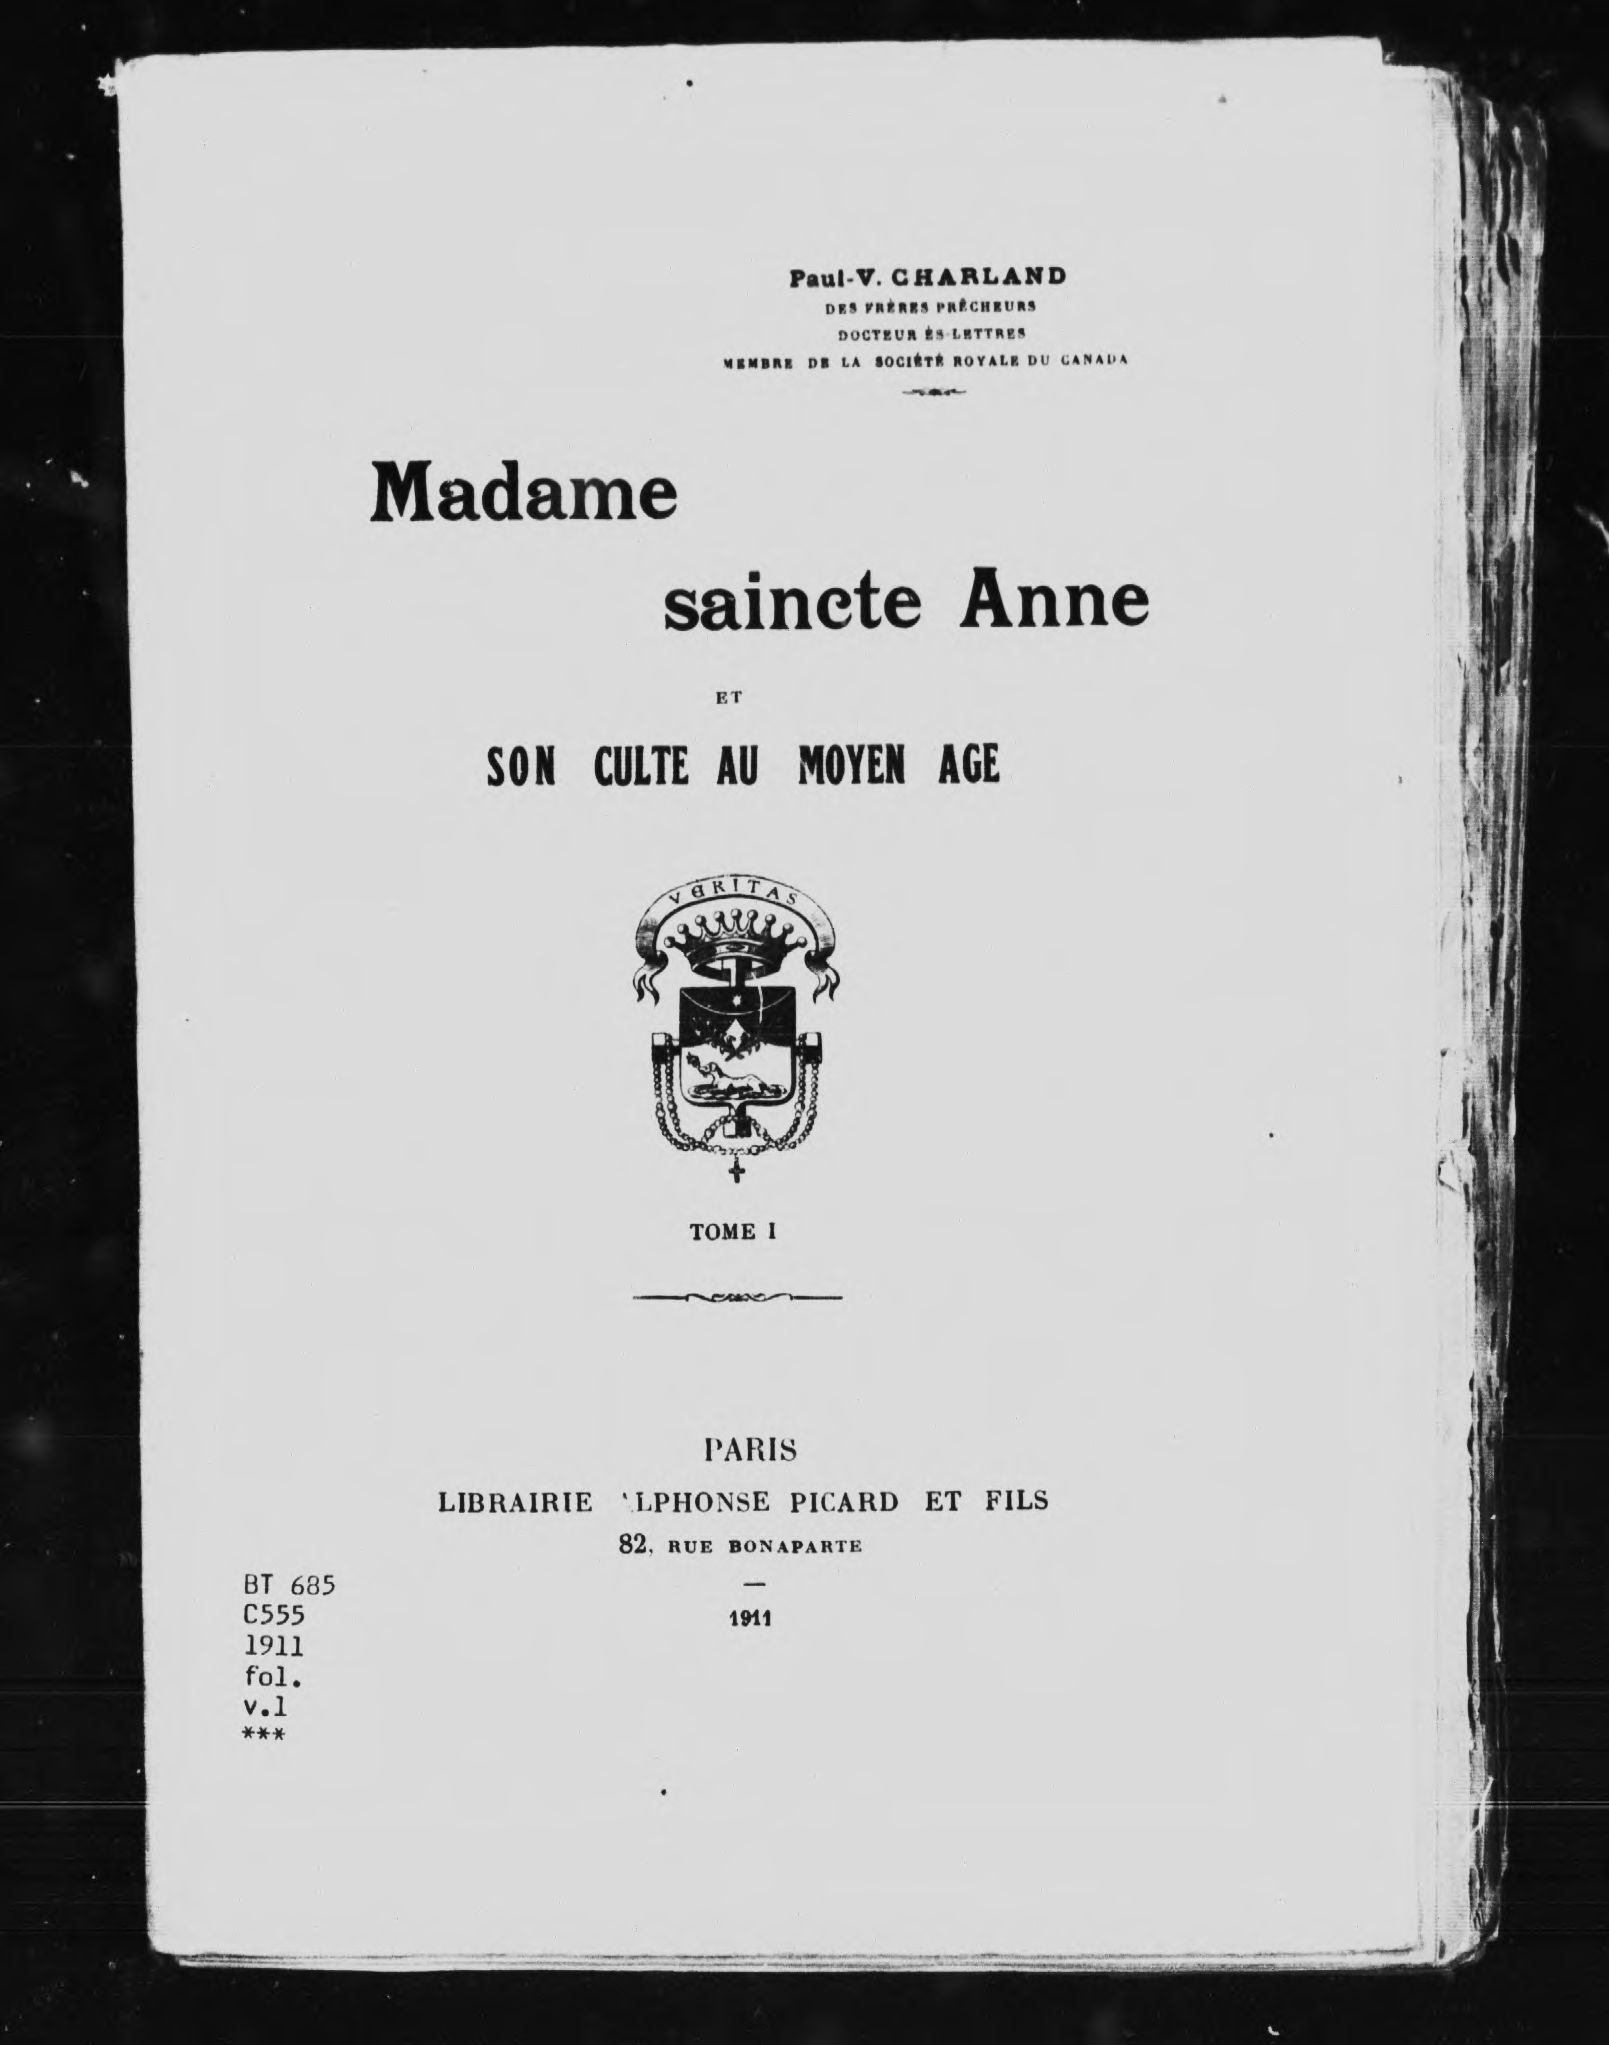 Paul-V. CHARLAND
DES FRÈRES PRÊCHEURS
DOCTEUR ÈS-LETTRES
MEMBRE DE LA SOCIÉTÉ ROYALE DU CANADA
Madame
saincte Anne
ET
SON CULTE AU MOYEN AGE
VERITAS
TOME I
PARIS
LIBRAIRIE ALPHONSE PICARD ET FILS
82, RUE BONAPARTE
1911
BT 685
C555
1911
fol.
v.1
***